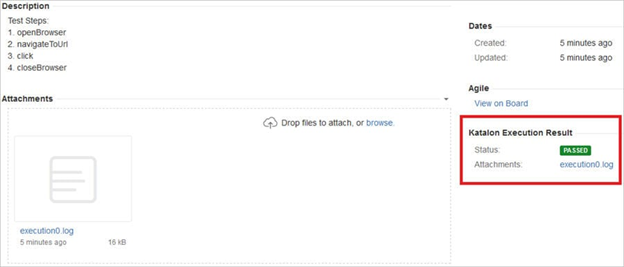 Description
Test Steps:
1. openBrowser
2. navigateToUrl
3. click
4. closeBrowser
Attachments
Drop files to attach, or browse.
execution0.log
5 minutes ago 16 kB
Dates
Created: 5 minutes ago
Updated: 5 minutes ago
Agile
View on Board
Katalon Execution Result
Status: PASSED
Attachments: execution0.log